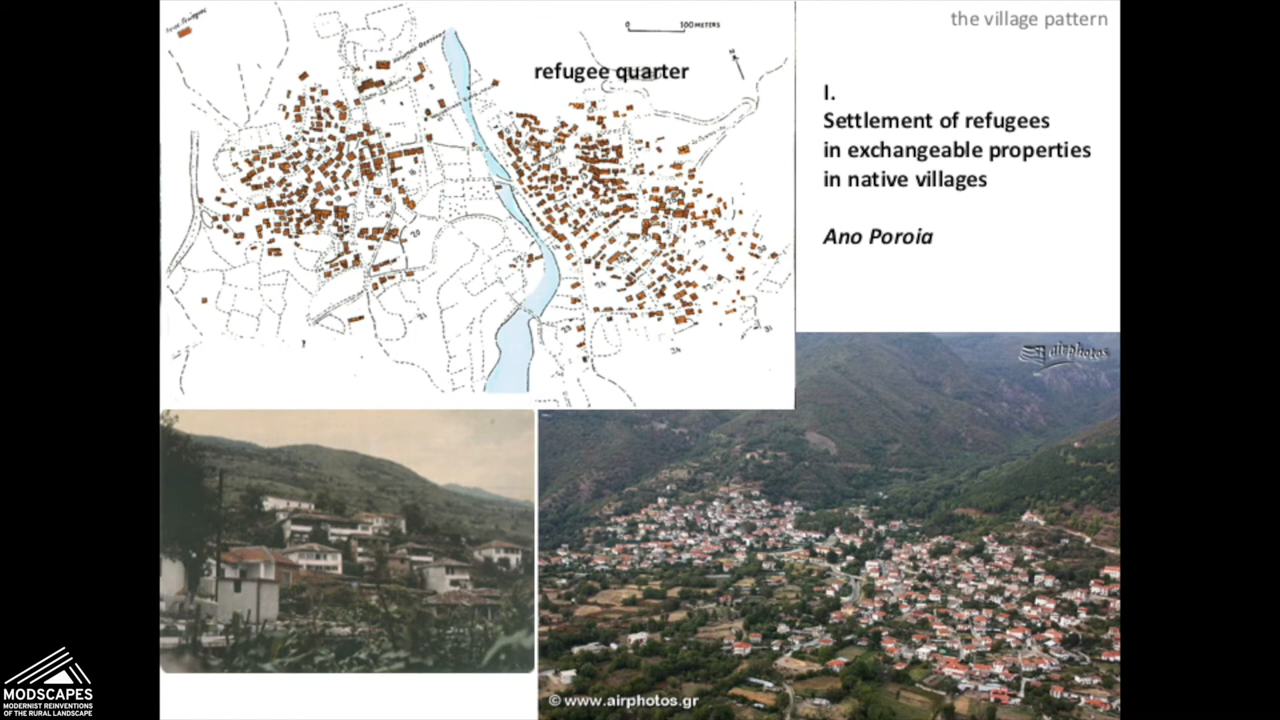 the village pattern
0 100 METERS
refugee quarter
N
I.
Settlement of refugees
in exchangeable properties
in native villages
Ano Poroia
airphotos
© www.airphotos.gr
MODSCAPES
MODERNIST REINVENTIONS
OF THE RURAL LANDSCAPE